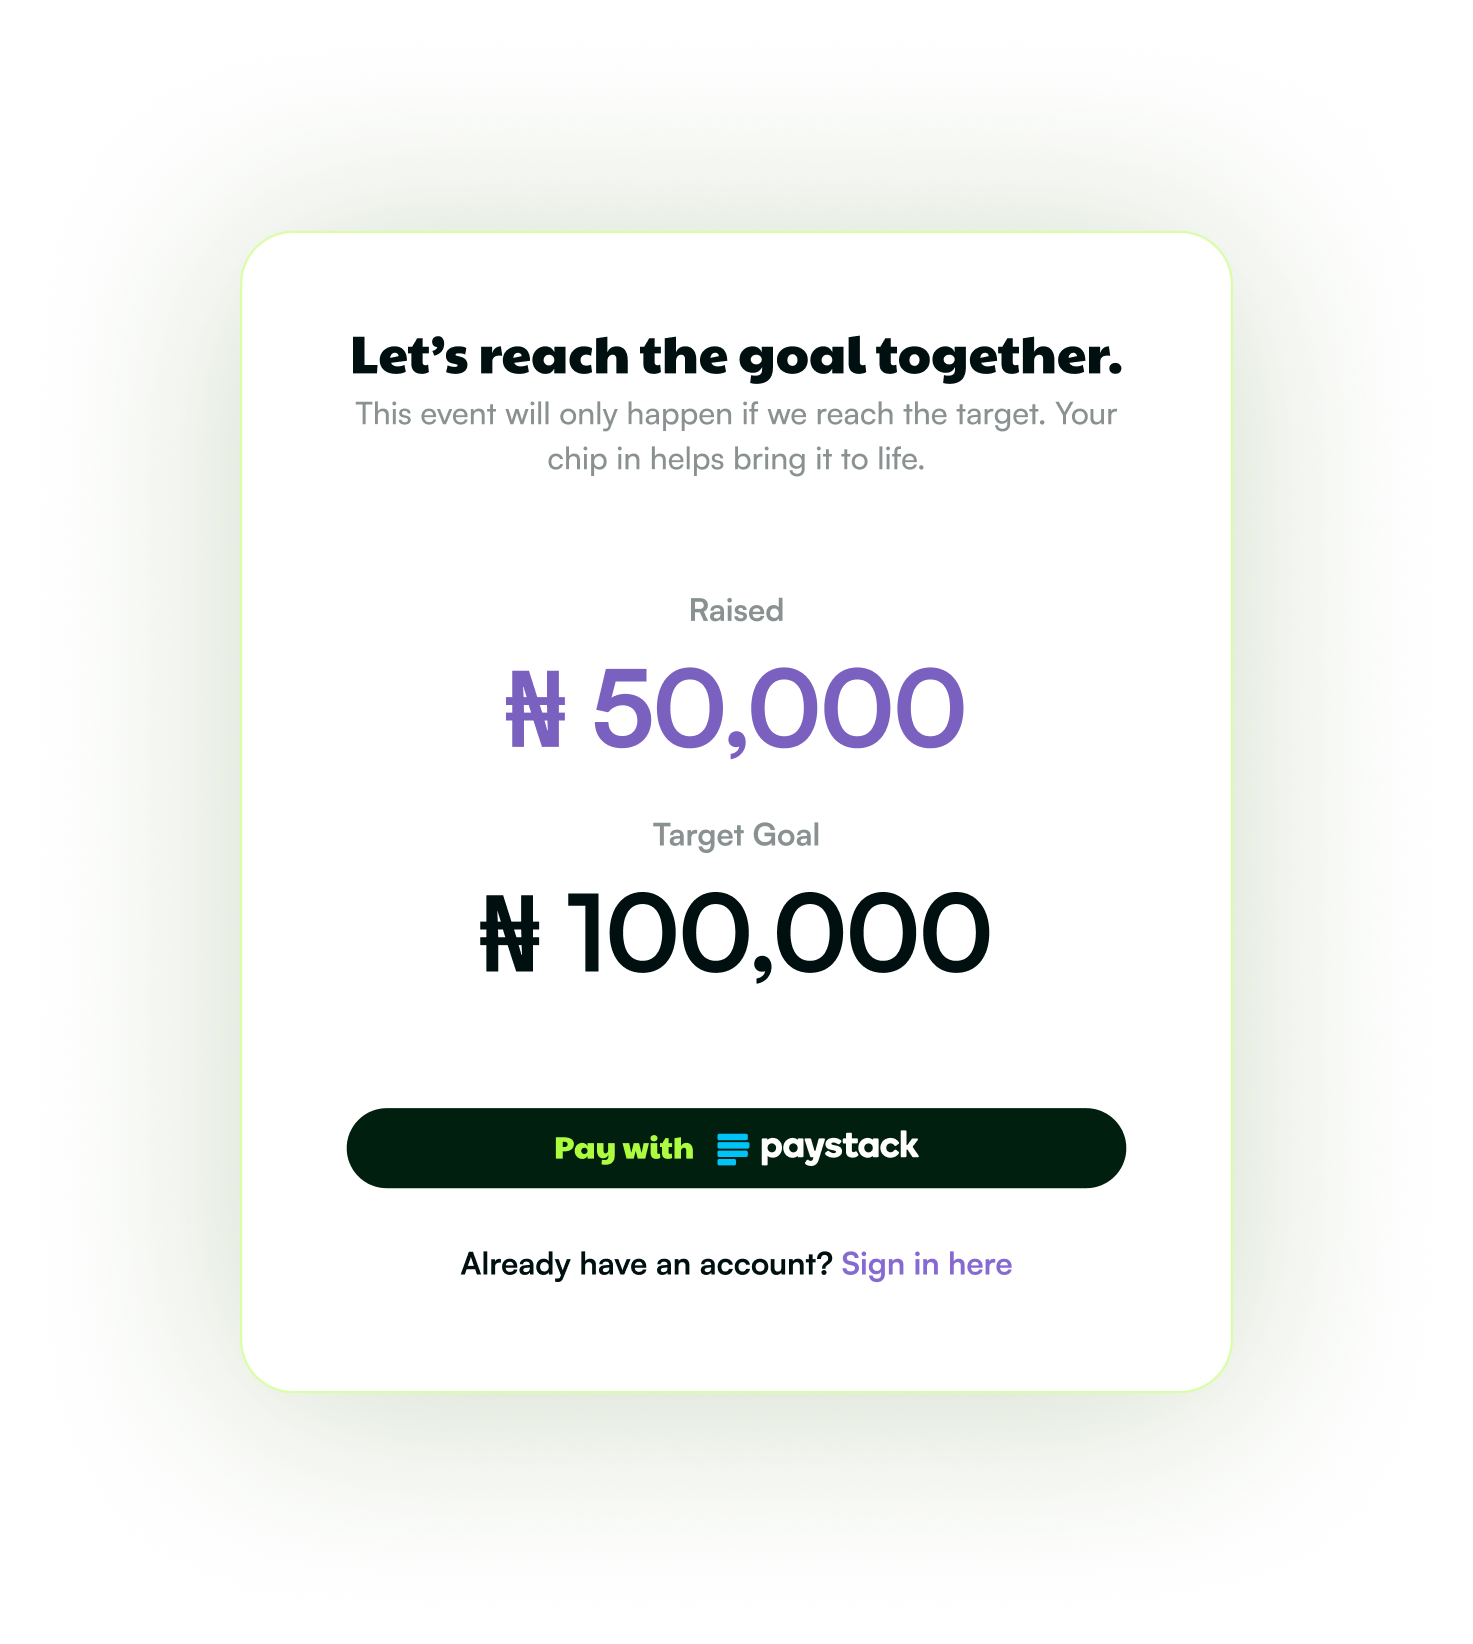 Let’s reach the goal together.
This event will only happen if we reach the target. Your
chip in helps bring it to life.
Raised
₦ 50,000
Target Goal
₦ 100,000
Pay with paystack
Already have an account? Sign in here